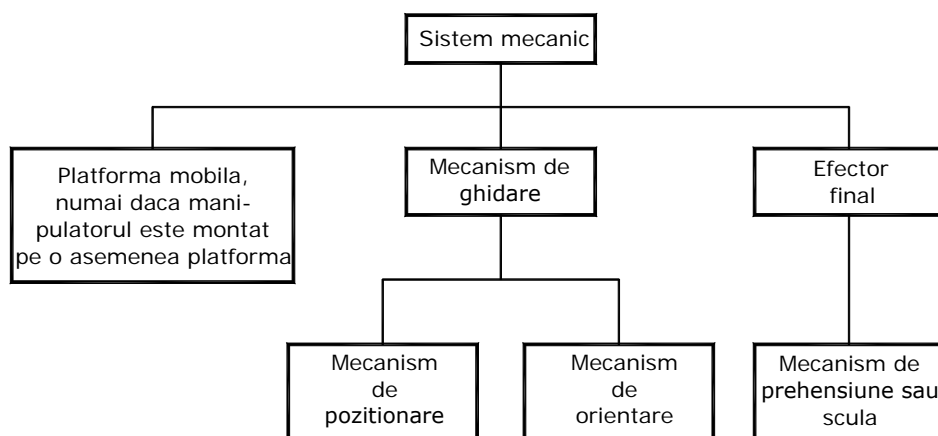 Sistem mecanic
Platforma mobila,
numai daca mani-
pulatorul este montat
pe o asemenea platforma
Mecanism de
ghidare
Efector
final
Mecanism
de
pozitionare
Mecanism
de
orientare
Mecanism de
prehensiune sau
scula